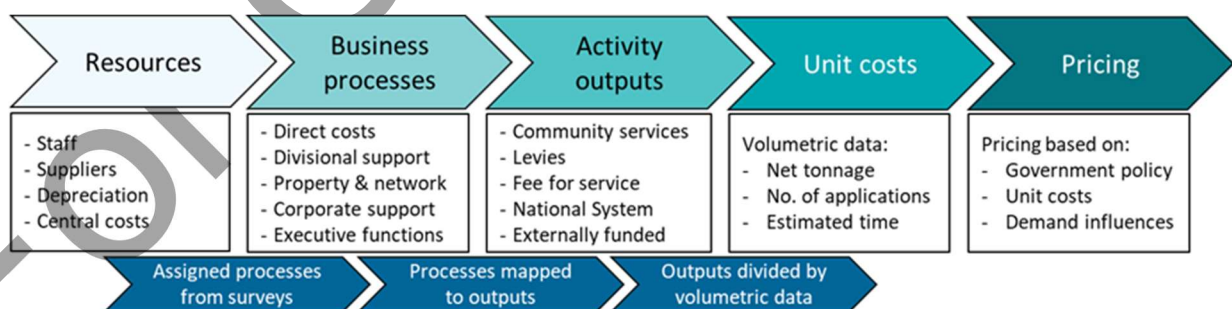 Resources
Business
processes
Activity
outputs
Unit costs
Pricing
- Staff
- Suppliers
- Depreciation
- Central costs
- Direct costs
- Divisional support
- Property & network
- Corporate support
- Executive functions
- Community services
- Levies
- Fee for service
- National System
- Externally funded
Volumetric data:
- Net tonnage
- No. of applications
- Estimated time
Pricing based on:
- Government policy
- Unit costs
- Demand influences
Assigned processes
from surveys
Processes mapped
to outputs
Outputs divided by
volumetric data